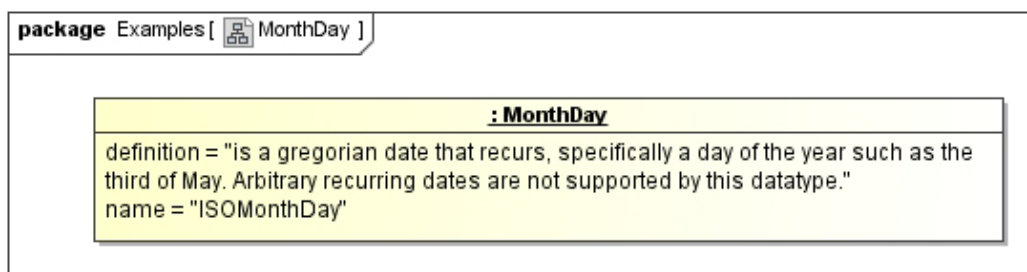 package Examples [ MonthDay ]
: MonthDay
definition = "is a gregorian date that recurs, specifically a day of the year such as the
third of May. Arbitrary recurring dates are not supported by this datatype."
name = "ISOMonthDay"